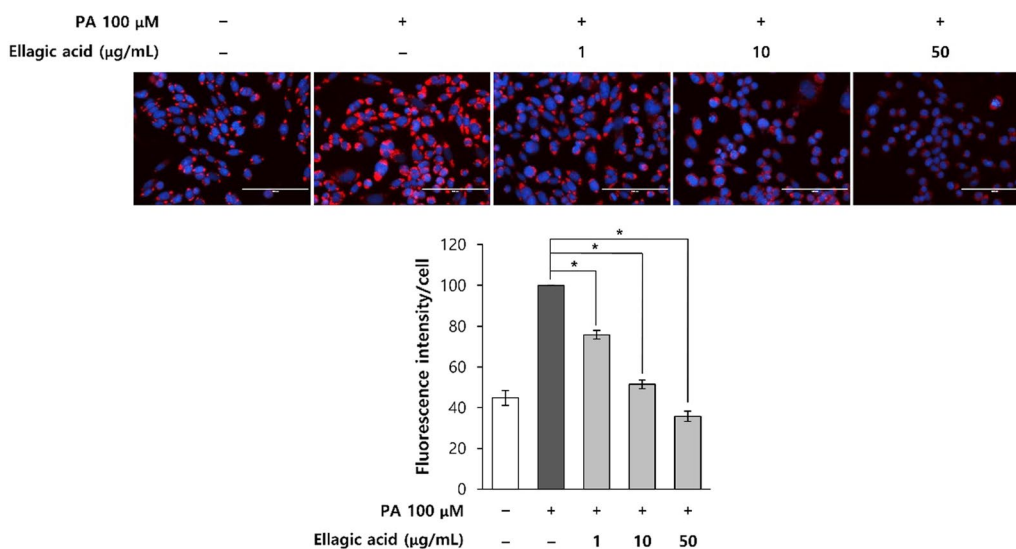 PA 100 μM – + + + +
Ellagic acid (μg/mL) – – 1 10 50
120
100
80
60
40
20
0
Fluorescence intensity/cell
*
*
*
PA 100 μM – + + + +
Ellagic acid (μg/mL) – – 1 10 50